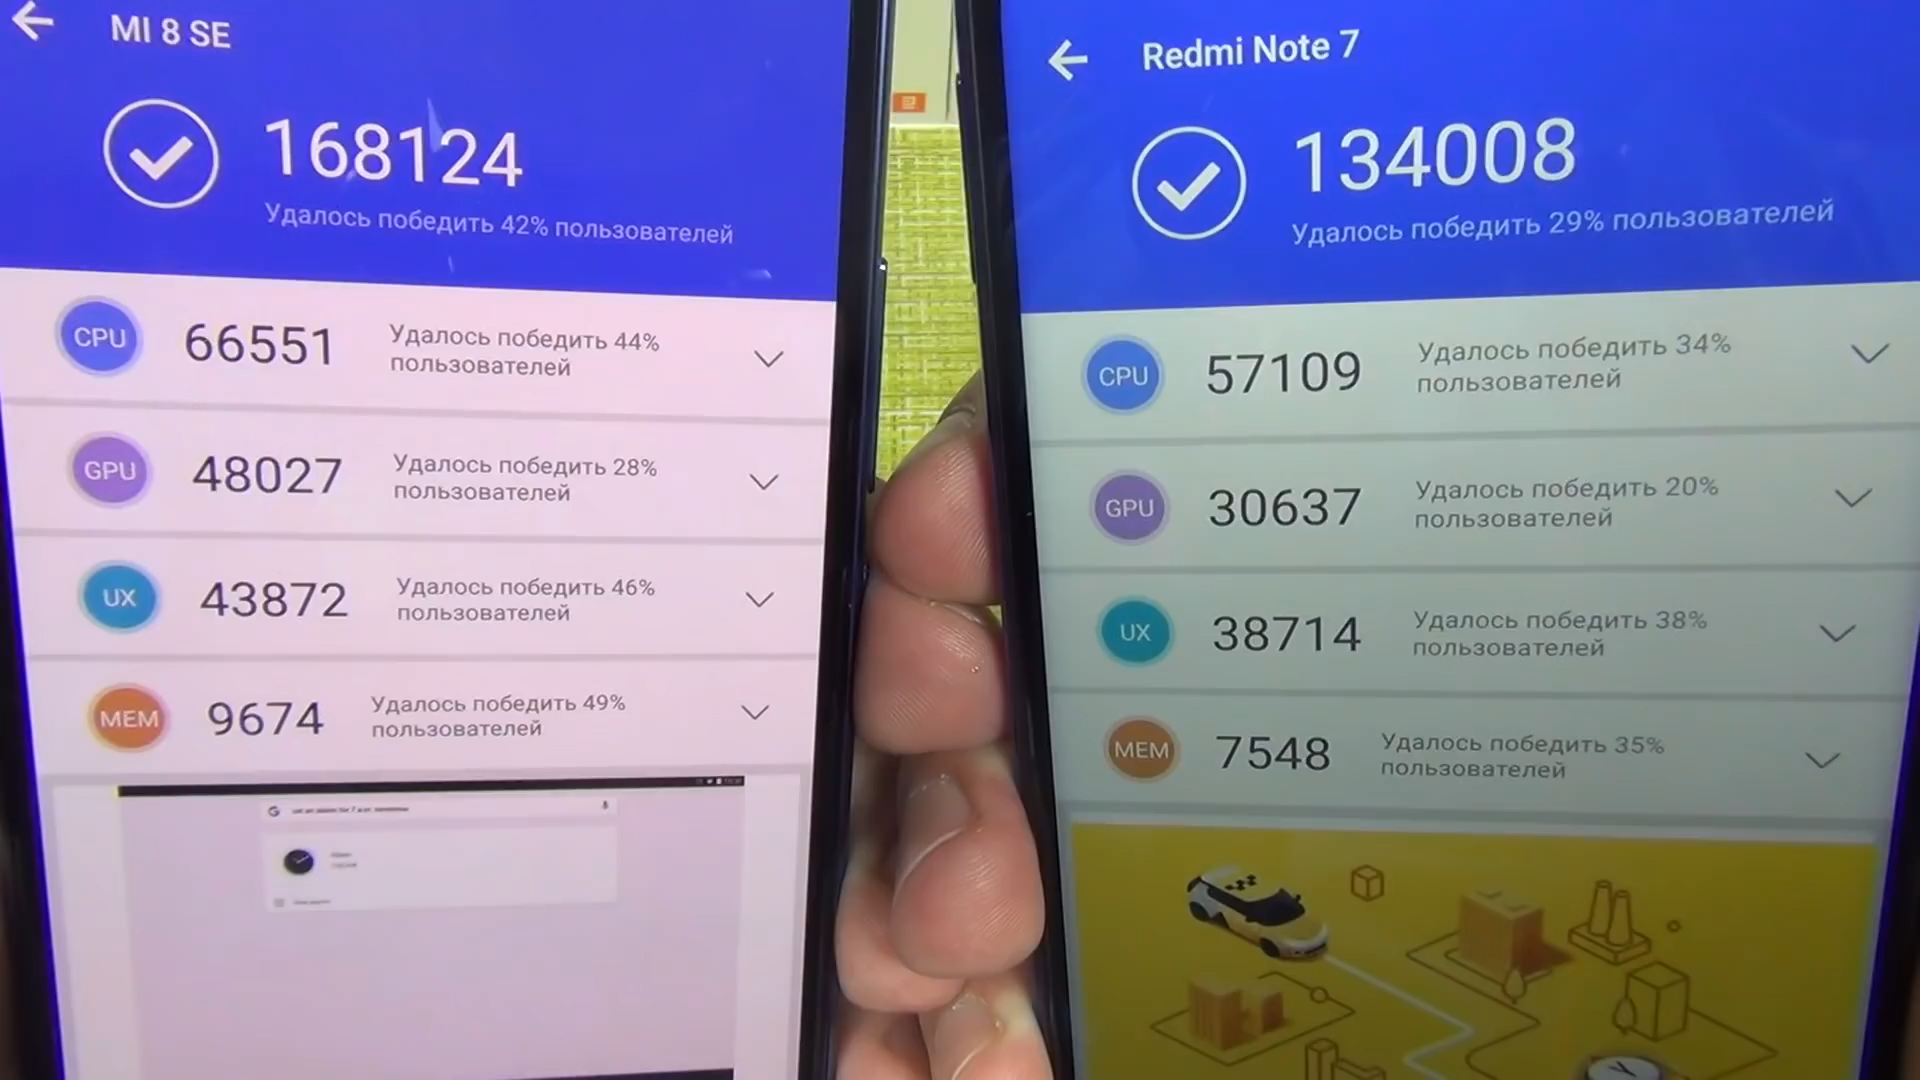 MI 8 SE
168124
Удалось победить 42% пользователей
CPU
66551
Удалось победить 44%
пользователей
GPU
48027
Удалось победить 28%
пользователей
UX
43872
Удалось победить 46%
пользователей
MEM
9674
Удалось победить 49%
пользователей
Redmi Note 7
134008
Удалось победить 29% пользователей
CPU
57109
Удалось победить 34%
пользователей
GPU
30637
Удалось победить 20%
пользователей
UX
38714
Удалось победить 38%
пользователей
MEM
7548
Удалось победить 35%
пользователей